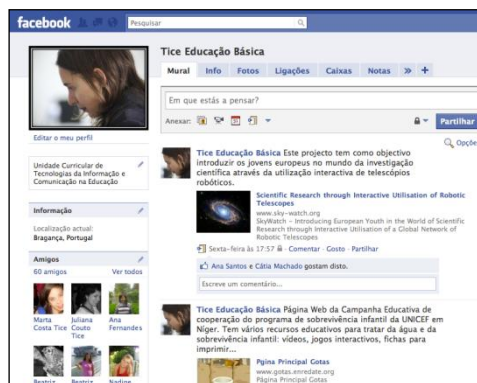 facebook
Pesquisar
Tice Educação Básica
Mural Info Fotos Ligações Caixas Notas » +
Em que estás a pensar?
Anexar:
Partilhar
Editar o meu perfil
Opçõe
Unidade Curricular de
Tecnologias da Informação e
Comunicação na Educação
Informação
Localização actual:
Bragança, Portugal
Amigos
60 amigos Ver todos
Marta
Costa Tice
Juliana
Couto
Tice
Ana
Fernandes
Beatriz Beatriz Nadine
Tice Educação Básica Este projecto tem como objectivo
introduzir os jovens europeus no mundo da investigação
científica através da utilização interactiva de telescópios
robóticos.
Scientific Research through Interactive Utilisation of Robotic
Telescopes
www.sky-watch.org
SkyWatch - Introducing European Youth in the World of Scientific
Research through Interactive Utilisation of a Global Network of
Robotic Telescopes
Sexta-feira às 17:57 · Comentar · Gosto · Partilhar
Ana Santos e Cátia Machado gostam disto.
Escreve um comentário...
Tice Educação Básica Página Web da Campanha Educativa de
cooperação do programa de sobrevivência infantil da UNICEF em
Níger. Tem vários recursos educativos para tratar da água e da
sobrevivência infantil: vídeos, jogos interactivos, fichas para
imprimir...
Pgina Principal Gotas
www.gotas.enredate.org
Página Principal Gotas